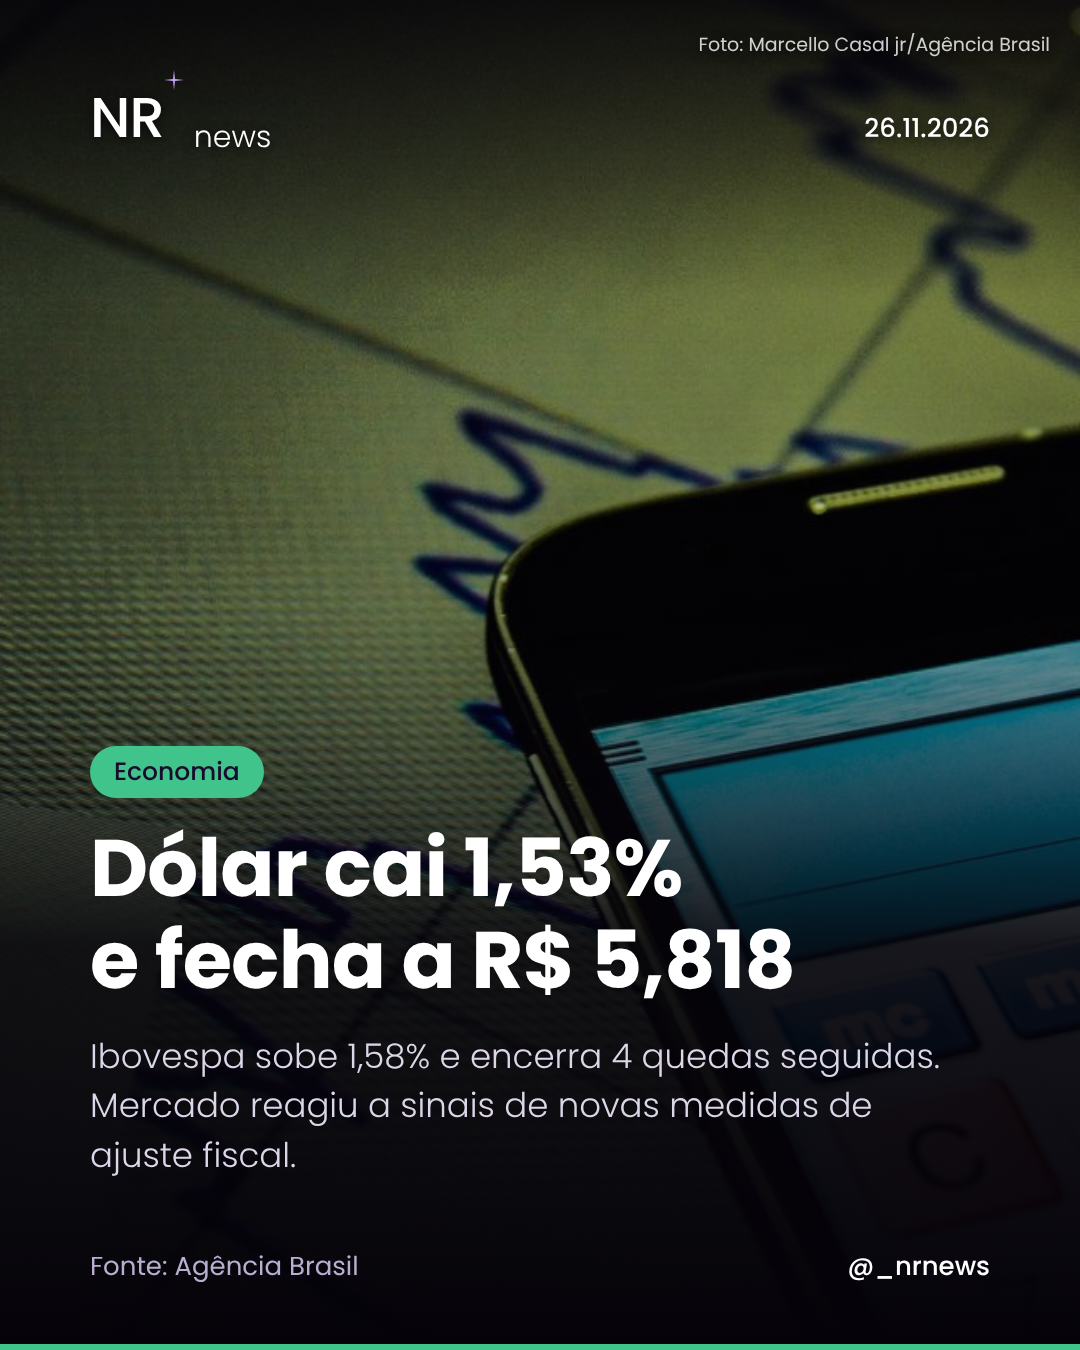 Foto: Marcello Casal jr/Agência Brasil
NR news
26.11.2026
Economia
Dólar cai 1,53%
e fecha a R$ 5,818
Ibovespa sobe 1,58% e encerra 4 quedas seguidas.
Mercado reagiu a sinais de novas medidas de
ajuste fiscal.
Fonte: Agência Brasil
@_nrnews
mc
m
C